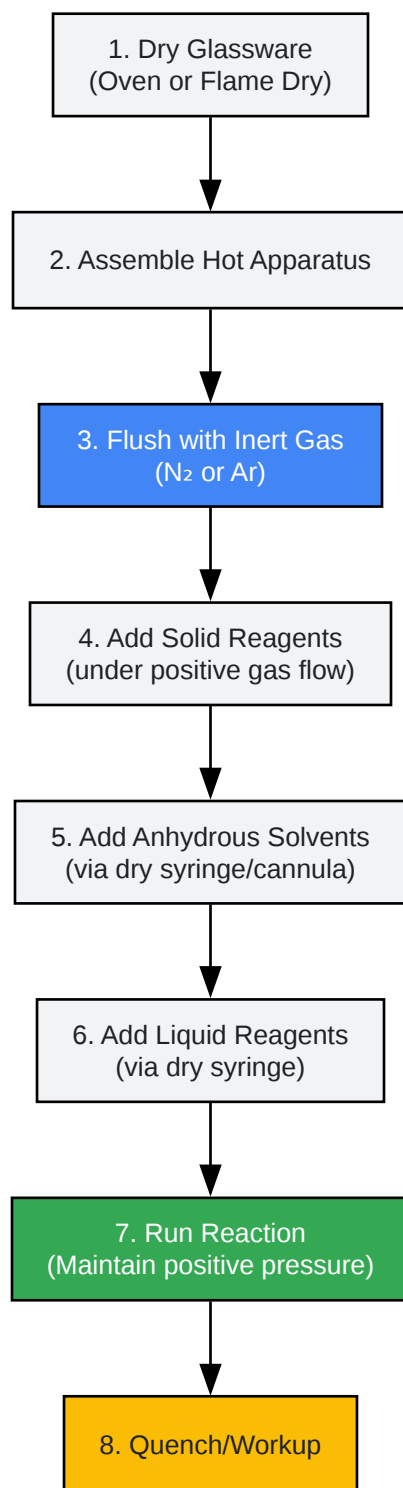 1. Dry Glassware
(Oven or Flame Dry)
2. Assemble Hot Apparatus
3. Flush with Inert Gas
(N₂ or Ar)
4. Add Solid Reagents
(under positive gas flow)
5. Add Anhydrous Solvents
(via dry syringe/cannula)
6. Add Liquid Reagents
(via dry syringe)
7. Run Reaction
(Maintain positive pressure)
8. Quench/Workup